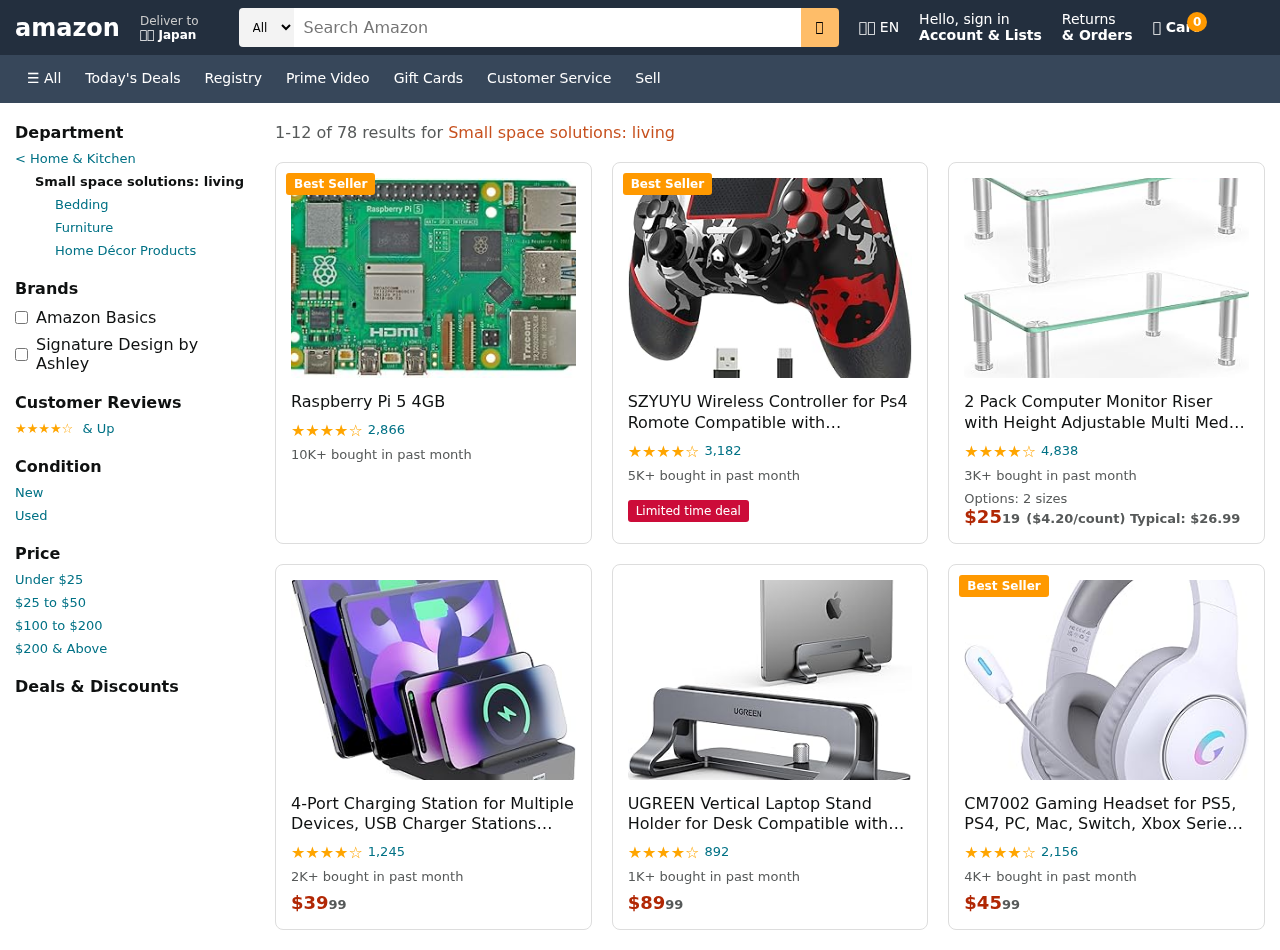 amazon
Deliver to
Japan
All
Search Amazon
EN
Hello, sign in
Account & Lists
Returns
& Orders
0
☰ All
Today's Deals
Registry
Prime Video
Gift Cards
Customer Service
Sell
Department
< Home & Kitchen
Small space solutions: living
Bedding
Furniture
Home Décor Products
Brands
Amazon Basics
Signature Design by
Ashley
Customer Reviews
★★★★☆ & Up
Condition
New
Used
Price
Under $25
$25 to $50
$100 to $200
$200 & Above
Deals & Discounts
1-12 of 78 results for Small space solutions: living
Best Seller
Raspberry Pi 5
HDMI
Trxcom
Raspberry Pi 5 4GB
★★★★☆ 2,866
10K+ bought in past month
Best Seller
SZYUYU Wireless Controller for Ps4
Romote Compatible with…
★★★★☆ 3,182
5K+ bought in past month
Limited time deal
2 Pack Computer Monitor Riser
with Height Adjustable Multi Med…
★★★★☆ 4,838
3K+ bought in past month
Options: 2 sizes
$25 19 ($4.20/count) Typical: $26.99
4-Port Charging Station for Multiple
Devices, USB Charger Stations…
★★★★☆ 1,245
2K+ bought in past month
$39 99
UGREEN
UGREEN Vertical Laptop Stand
Holder for Desk Compatible with…
★★★★☆ 892
1K+ bought in past month
$89 99
Best Seller
CM7002 Gaming Headset for PS5,
PS4, PC, Mac, Switch, Xbox Serie…
★★★★☆ 2,156
4K+ bought in past month
$45 99